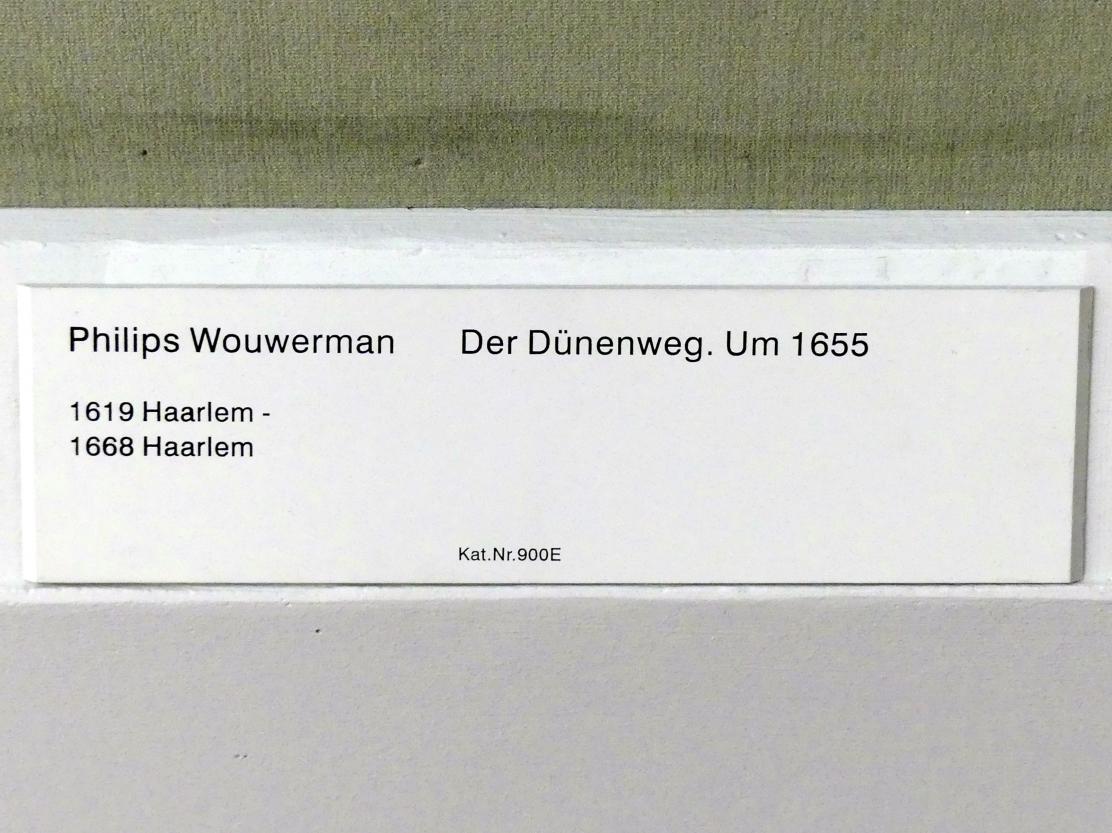 Philips Wouwerman
1619 Haarlem -
1668 Haarlem
Der Dünenweg. Um 1655
Kat.Nr.900E